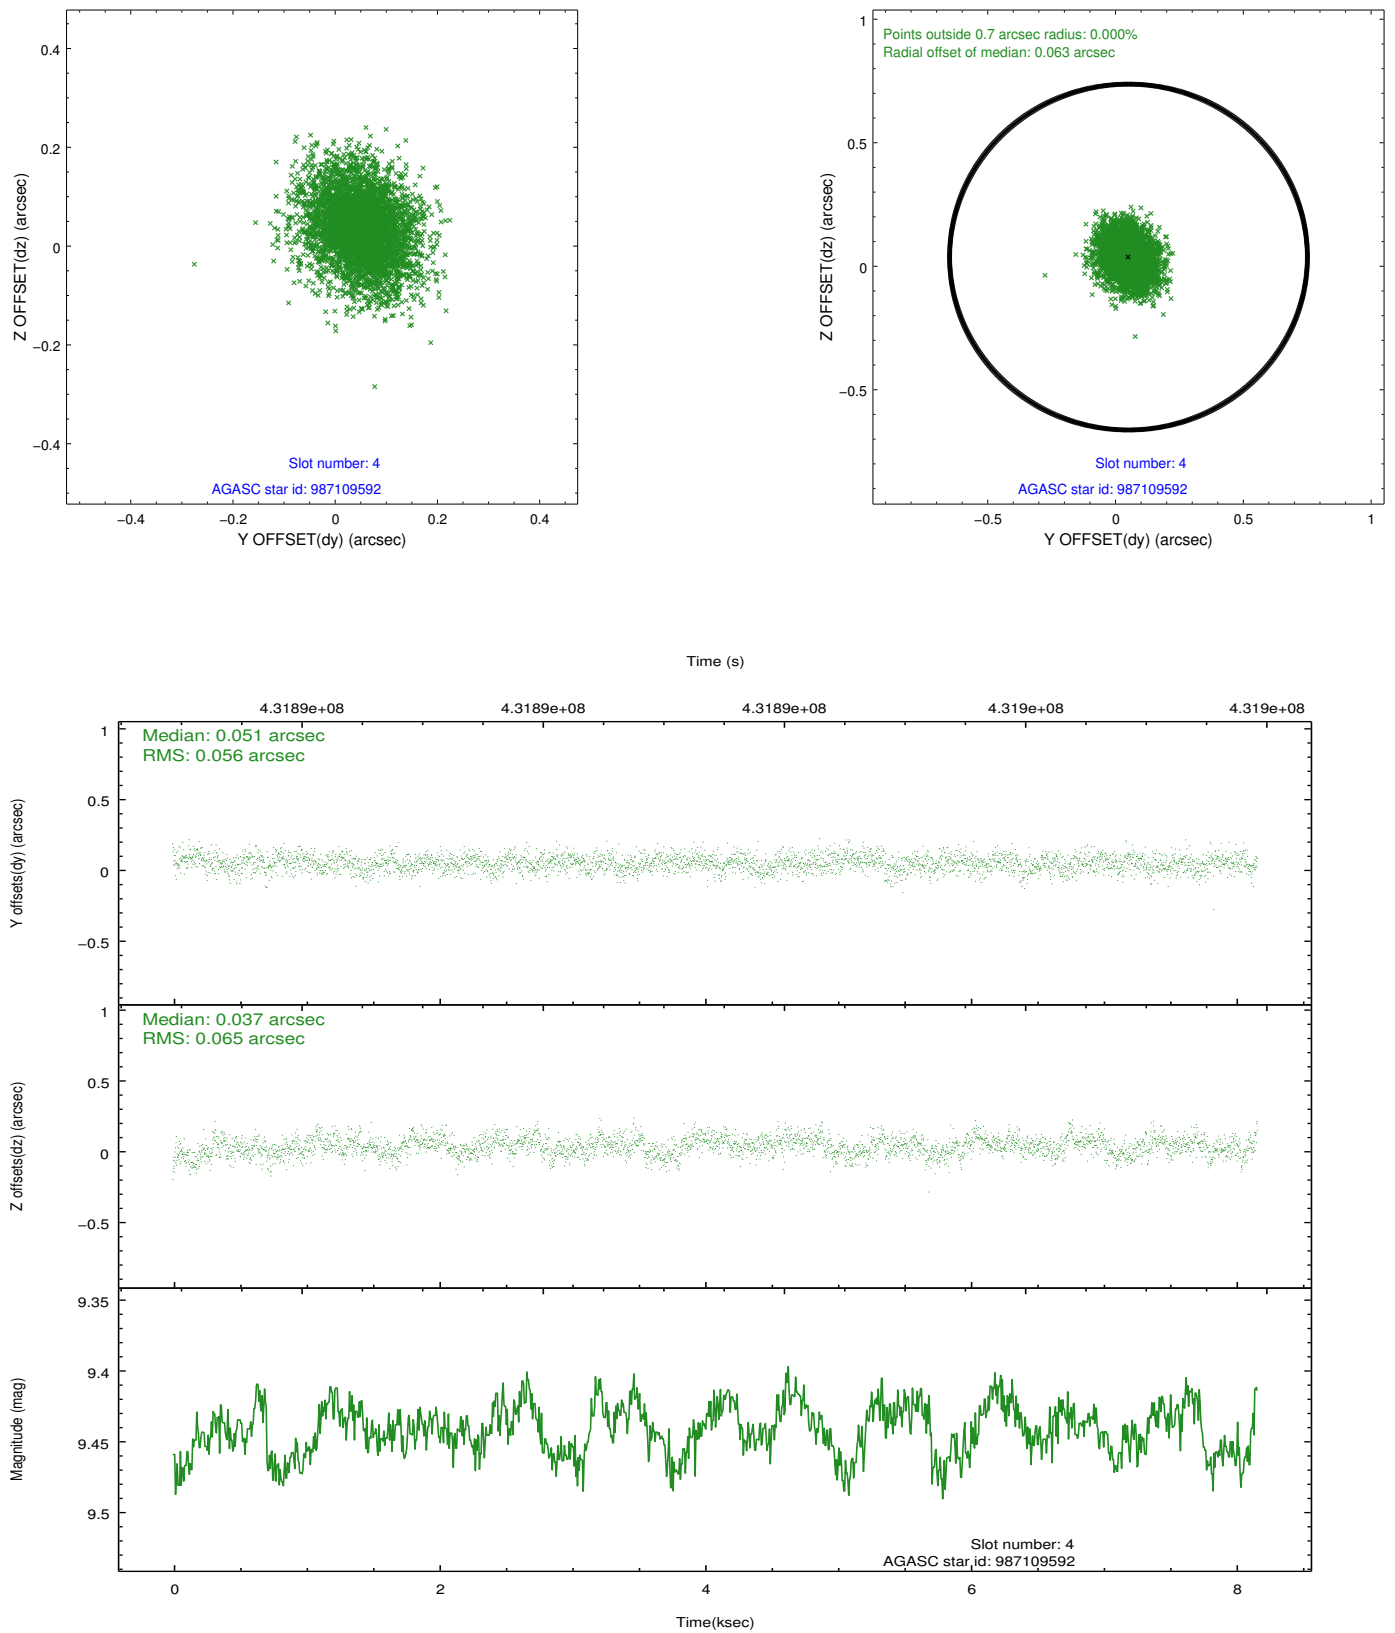 0.4
0.2
0
−0.2
−0.4
Z OFFSET(dz) (arcsec)
Slot number: 4
AGASC star id: 987109592
−0.4 −0.2 0 0.2 0.4
Y OFFSET(dy) (arcsec)
Points outside 0.7 arcsec radius: 0.000%
Radial offset of median: 0.063 arcsec
1
0.5
0
−0.5
Z OFFSET(dz) (arcsec)
Slot number: 4
AGASC star id: 987109592
−0.5 0 0.5 1
Y OFFSET(dy) (arcsec)
Time (s)
4.3189e+08 4.3189e+08 4.3189e+08 4.319e+08 4.319e+08
Median: 0.051 arcsec
RMS: 0.056 arcsec
1
0.5
0
−0.5
Y offsets(dy) (arcsec)
Median: 0.037 arcsec
RMS: 0.065 arcsec
1
0.5
0
−0.5
Z offsets(dz) (arcsec)
9.35
9.4
9.45
9.5
Magnitude (mag)
Slot number: 4
AGASC star id: 987109592
0 2 4 6 8
Time(ksec)